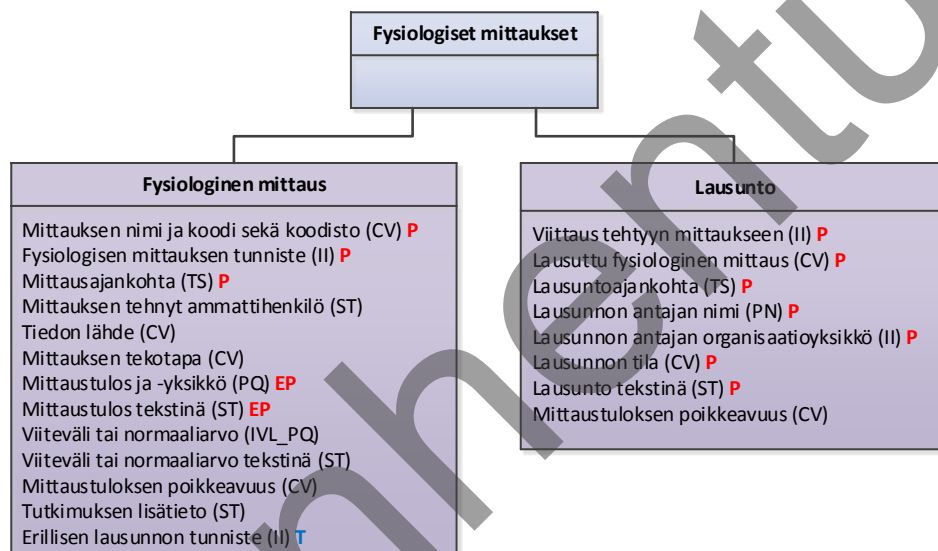 Fysiologiset mittaukset
Fysiologinen mittaus
Mittauksen nimi ja koodi sekä koodisto (CV) P
Fysiologisen mittauksen tunniste (II) P
Mittausajankohta (TS) P
Mittauksen tehnyt ammattihenkilö (ST)
Tiedon lähde (CV)
Mittauksen tekotapa (CV)
Mittaustulos ja -yksikkö (PQ) EP
Mittaustulos tekstinä (ST) EP
Viiteväli tai normaaliarvo (IVL_PQ)
Viiteväli tai normaaliarvo tekstinä (ST)
Mittaustuloksen poikkeavuus (CV)
Tutkimuksen lisätieto (ST)
Erillisen lausunnon tunniste (II) T
Lausunto
Viittaus tehtyyn mittaukseen (II) P
Lausuttu fysiologinen mittaus (CV) P
Lausuntoajankohta (TS) P
Lausunnon antajan nimi (PN) P
Lausunnon antajan organisaatioyksikkö (II) P
Lausunnon tila (CV) P
Lausunto tekstinä (ST) P
Mittaustuloksen poikkeavuus (CV)